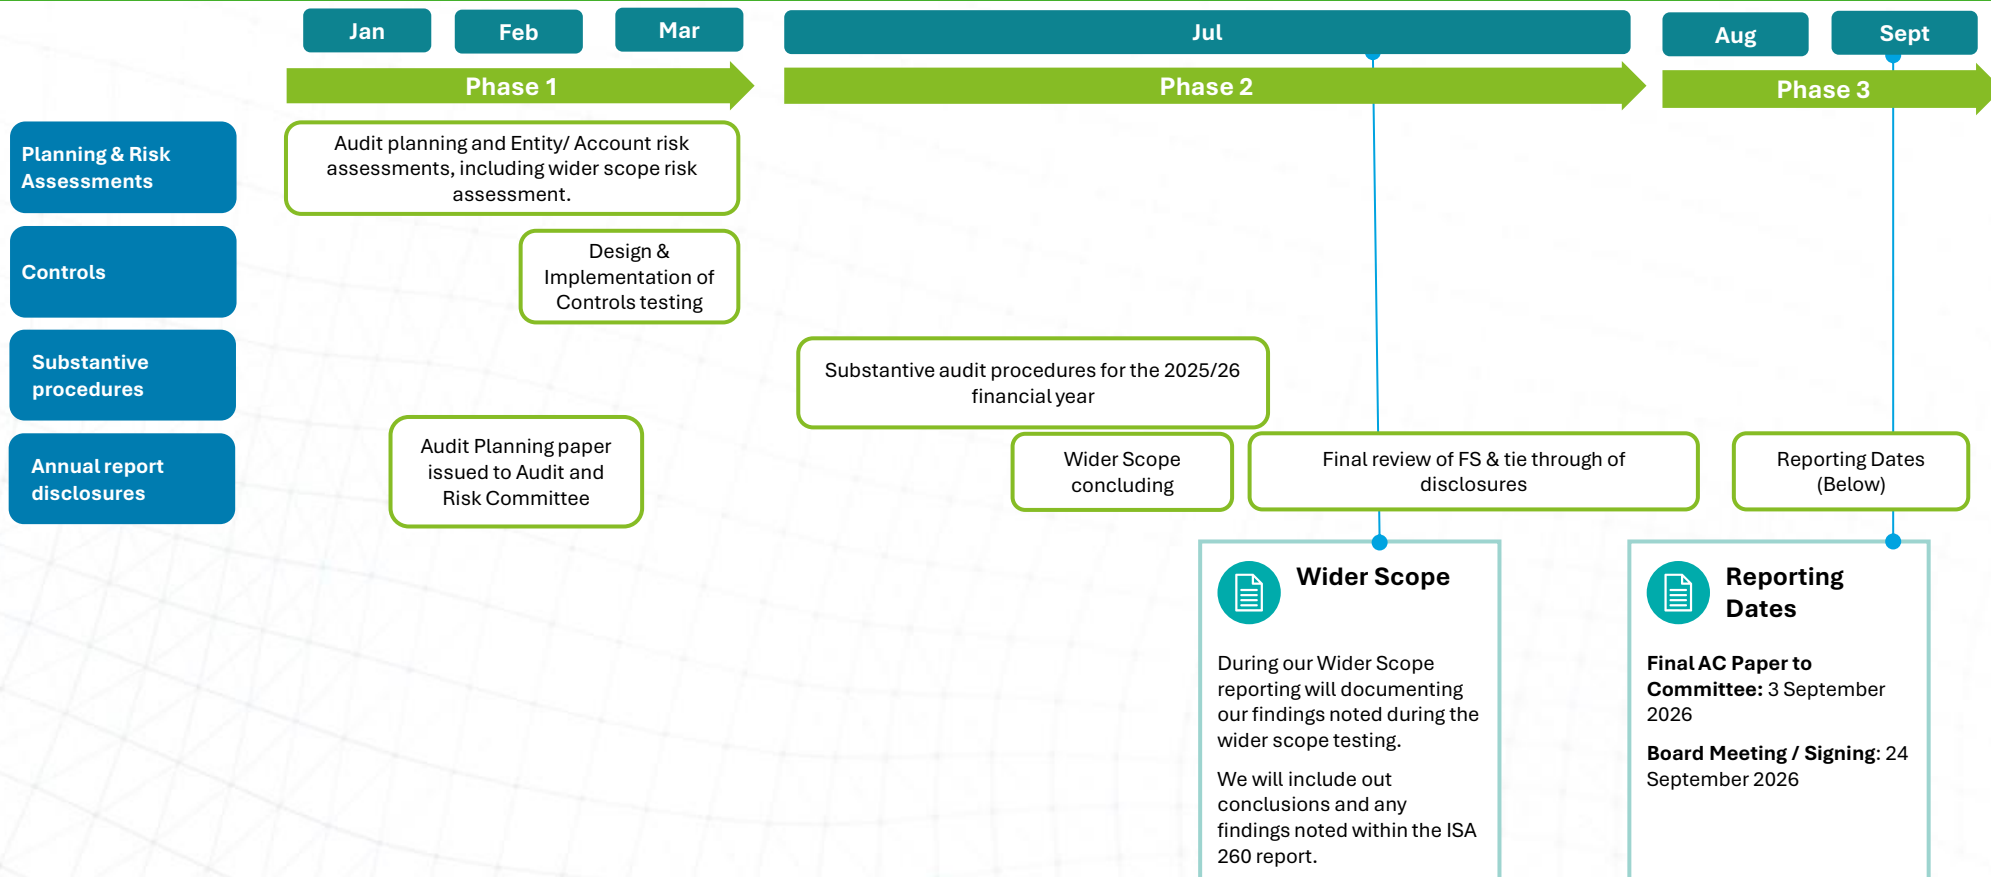 Jan
Feb
Mar
Jul
Aug
Sept
Phase 1
Phase 2
Phase 3
Planning & Risk
Assessments
Audit planning and Entity/ Account risk
assessments, including wider scope risk
assessment.
Controls
Design &
Implementation of
Controls testing
Substantive
procedures
Substantive audit procedures for the 2025/26
financial year
Annual report
disclosures
Audit Planning paper
issued to Audit and
Risk Committee
Wider Scope
concluding
Final review of FS & tie through of
disclosures
Reporting Dates
(Below)
Wider Scope
During our Wider Scope
reporting will documenting
our findings noted during the
wider scope testing.
We will include out
conclusions and any
findings noted within the ISA
260 report.
Reporting
Dates
Final AC Paper to
Committee: 3 September
2026
Board Meeting / Signing: 24
September 2026